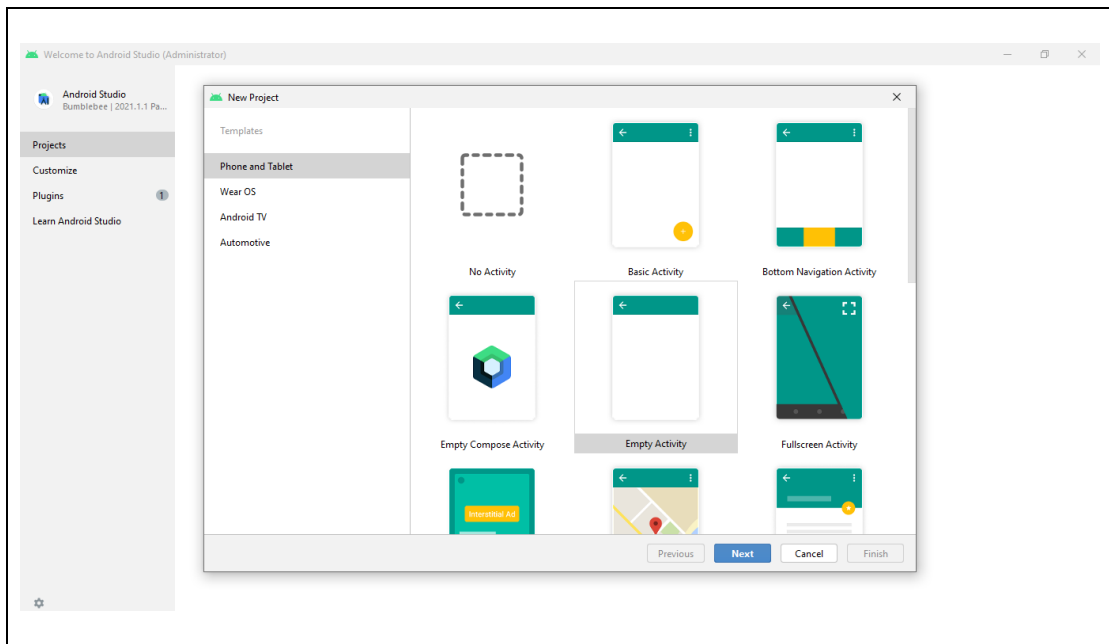 Welcome to Android Studio (Administrator)
Android Studio
Bumblebee | 2021.1.1 Pa...
Projects
Customize
Plugins 1
Learn Android Studio
New Project
Templates
Phone and Tablet
Wear OS
Android TV
Automotive
No Activity
Basic Activity
Bottom Navigation Activity
Empty Compose Activity
Empty Activity
Fullscreen Activity
Interstitial Ad
Previous
Next
Cancel
Finish